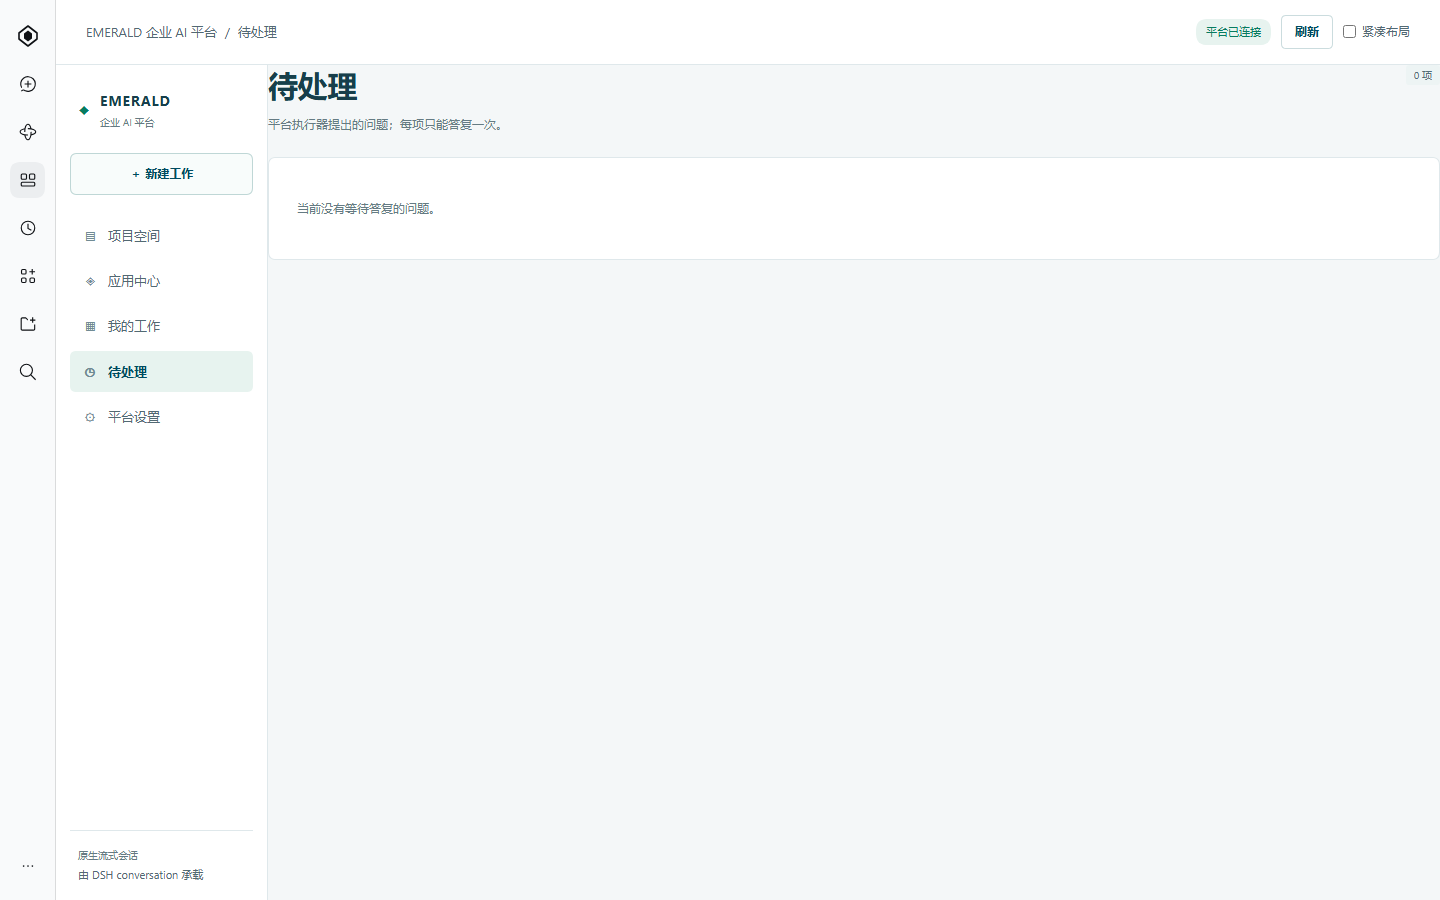 EMERALD 企业 AI 平台 / 待处理
平台已连接
刷新
紧凑布局
EMERALD
企业 AI 平台
+ 新建工作
项目空间
应用中心
我的工作
待处理
平台设置
原生流式会话
由 DSH conversation 承载
待处理
0 项
平台执行器提出的问题；每项只能答复一次。
当前没有等待答复的问题。